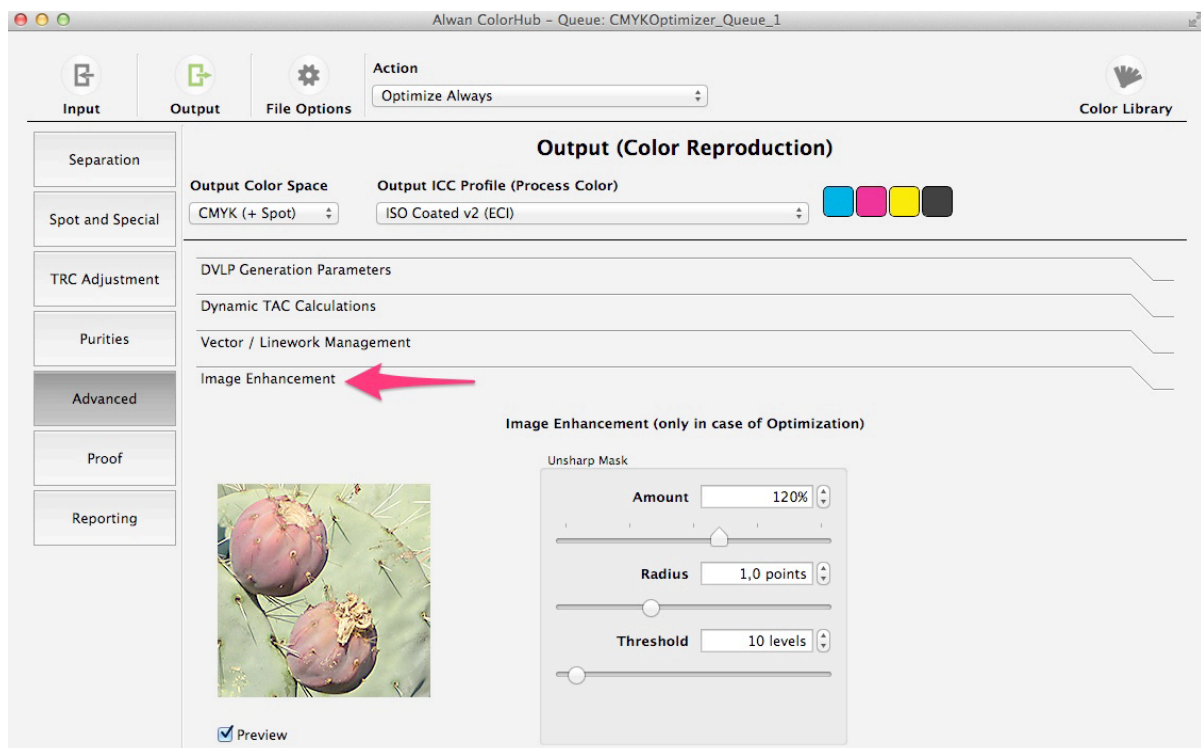 Alwan ColorHub – Queue: CMYKOptimizer_Queue_1
Action
Optimize Always
Input
Output
File Options
Color Library
Separation
Spot and Special
TRC Adjustment
Purities
Advanced
Proof
Reporting
Output (Color Reproduction)
Output Color Space
Output ICC Profile (Process Color)
CMYK (+ Spot)
ISO Coated v2 (ECI)
DVLP Generation Parameters
Dynamic TAC Calculations
Vector / Linework Management
Image Enhancement
Image Enhancement (only in case of Optimization)
Unsharp Mask
Amount 120%
Radius 1,0 points
Threshold 10 levels
Preview